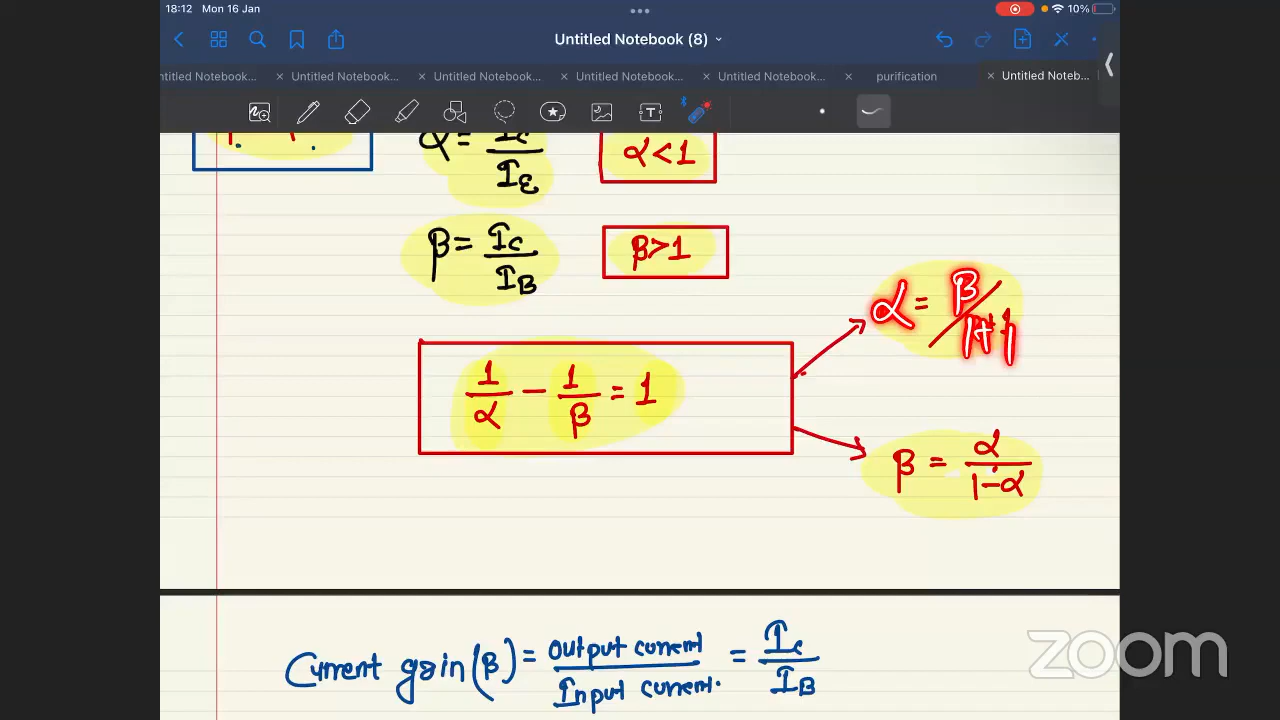 18:12 Mon 16 Jan
10%
Untitled Notebook (8)
ntitled Notebook...
Untitled Notebook...
Untitled Notebook...
Untitled Notebook...
Untitled Notebook...
purification
Untitled Noteb...
α = Ic/IE
α < 1
β = Ic/IB
β > 1
1/α - 1/β = 1
β = α/1-α
Current gain (β) = output current/Input current. = Ic/IB
zoom